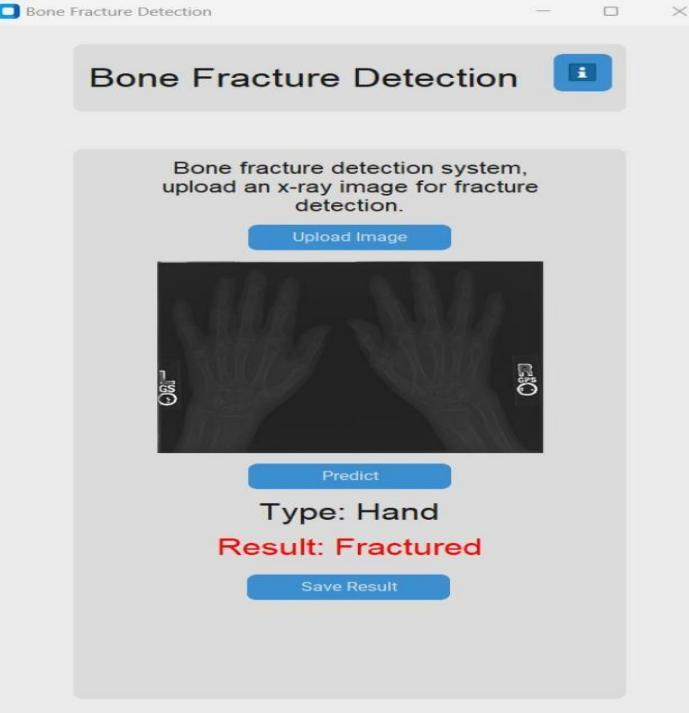 Bone Fracture Detection
Bone Fracture Detection
i
Bone fracture detection system,
upload an x-ray image for fracture
detection.
Upload Image
L
GS
R
GPS
Predict
Type: Hand
Result: Fractured
Save Result